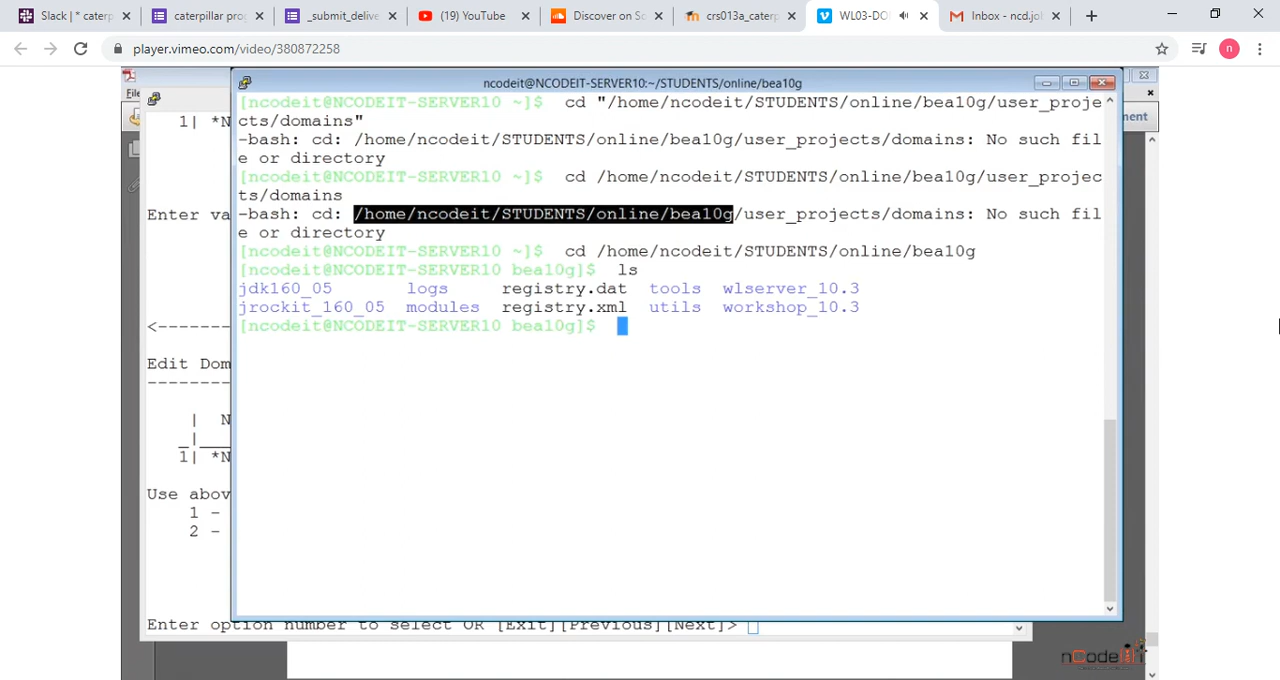 Slack | * caterp
caterpillar pro
_submit_delive
(19) YouTube
Discover on So
crs013a_caterp
WL03-DO
Inbox - ncd.jo
player.vimeo.com/video/380872258
n
ncodeit@NCODEIT-SERVER10:~/STUDENTS/online/bea10g
File
ment
1| *N
[ncodeit@NCODEIT-SERVER10 ~]$ cd "/home/ncodeit/STUDENTS/online/bea10g/user_proje
cts/domains"
-bash: cd: /home/ncodeit/STUDENTS/online/bea10g/user_projects/domains: No such fil
e or directory
[ncodeit@NCODEIT-SERVER10 ~]$ cd /home/ncodeit/STUDENTS/online/bea10g/user_projec
ts/domains
Enter va
-bash: cd: /home/ncodeit/STUDENTS/online/bea10g/user_projects/domains: No such fil
e or directory
[ncodeit@NCODEIT-SERVER10 ~]$ cd /home/ncodeit/STUDENTS/online/bea10g
[ncodeit@NCODEIT-SERVER10 bea10g]$ ls
jdk160_05 logs registry.dat tools wlserver_10.3
jrockit_160_05 modules registry.xml utils workshop_10.3
[ncodeit@NCODEIT-SERVER10 bea10g]$
<-------
Edit Dom
--------
| N
_|___
1| *N
Use abov
1 -
2 -
Enter option number to select OR [Exit][Previous][Next]>
nCodeIT